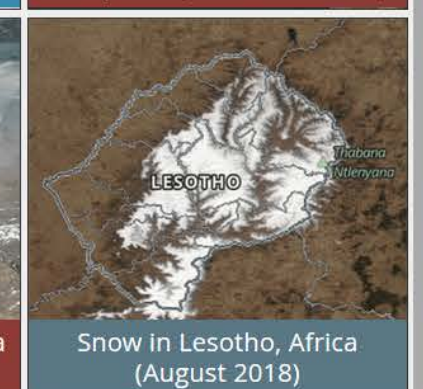 Thabana
Ntlenyana
LESOTHO
a
Snow in Lesotho, Africa
(August 2018)